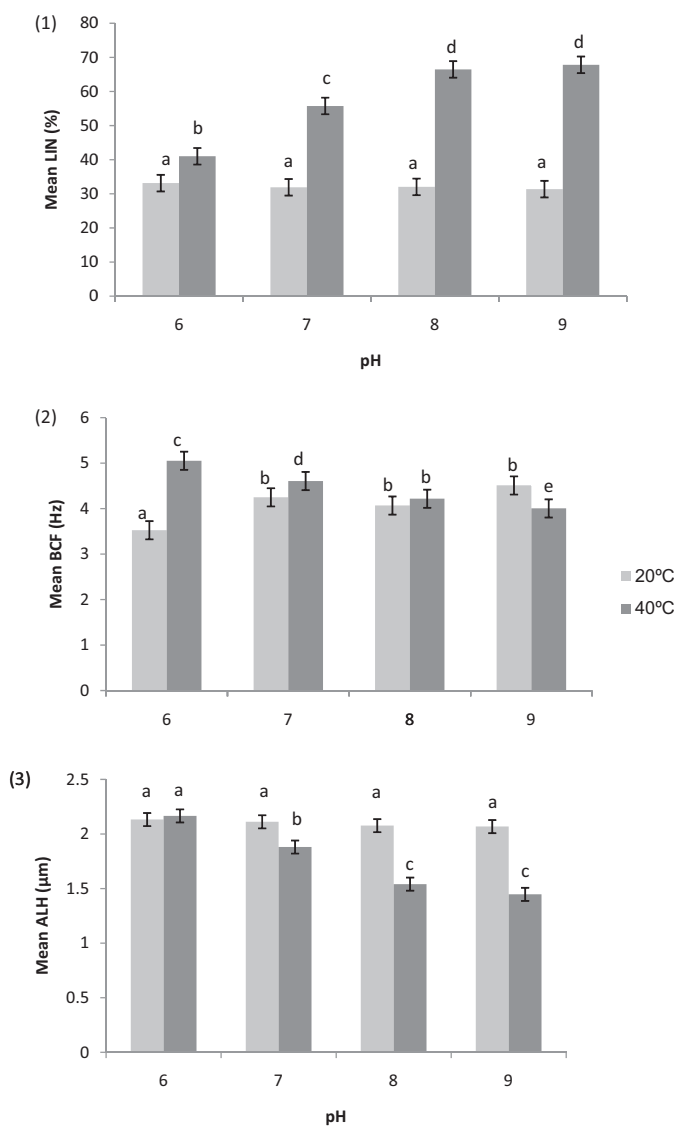 (1)
80
70
60
50
40
30
20
10
0
Mean LIN (%)
a b a c a d a d
6 7 8 9
pH
(2)
6
5
4
3
2
1
0
Mean BCF (Hz)
a c b d b b b e
6 7 8 9
20ºC
40ºC
(3)
2.5
2
1.5
1
0.5
0
Mean ALH (µm)
a a a b a c a c
6 7 8 9
pH